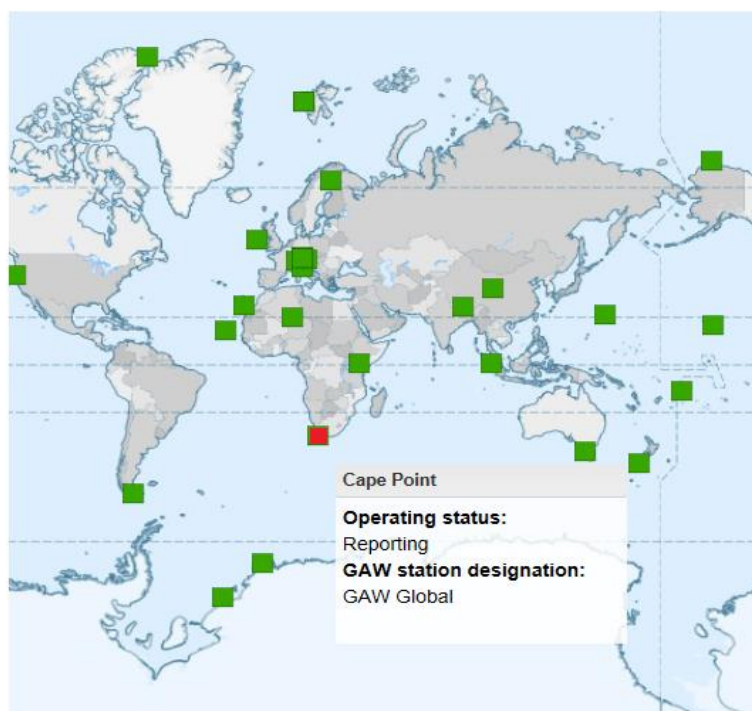 Cape Point
Operating status:
Reporting
GAW station designation:
GAW Global